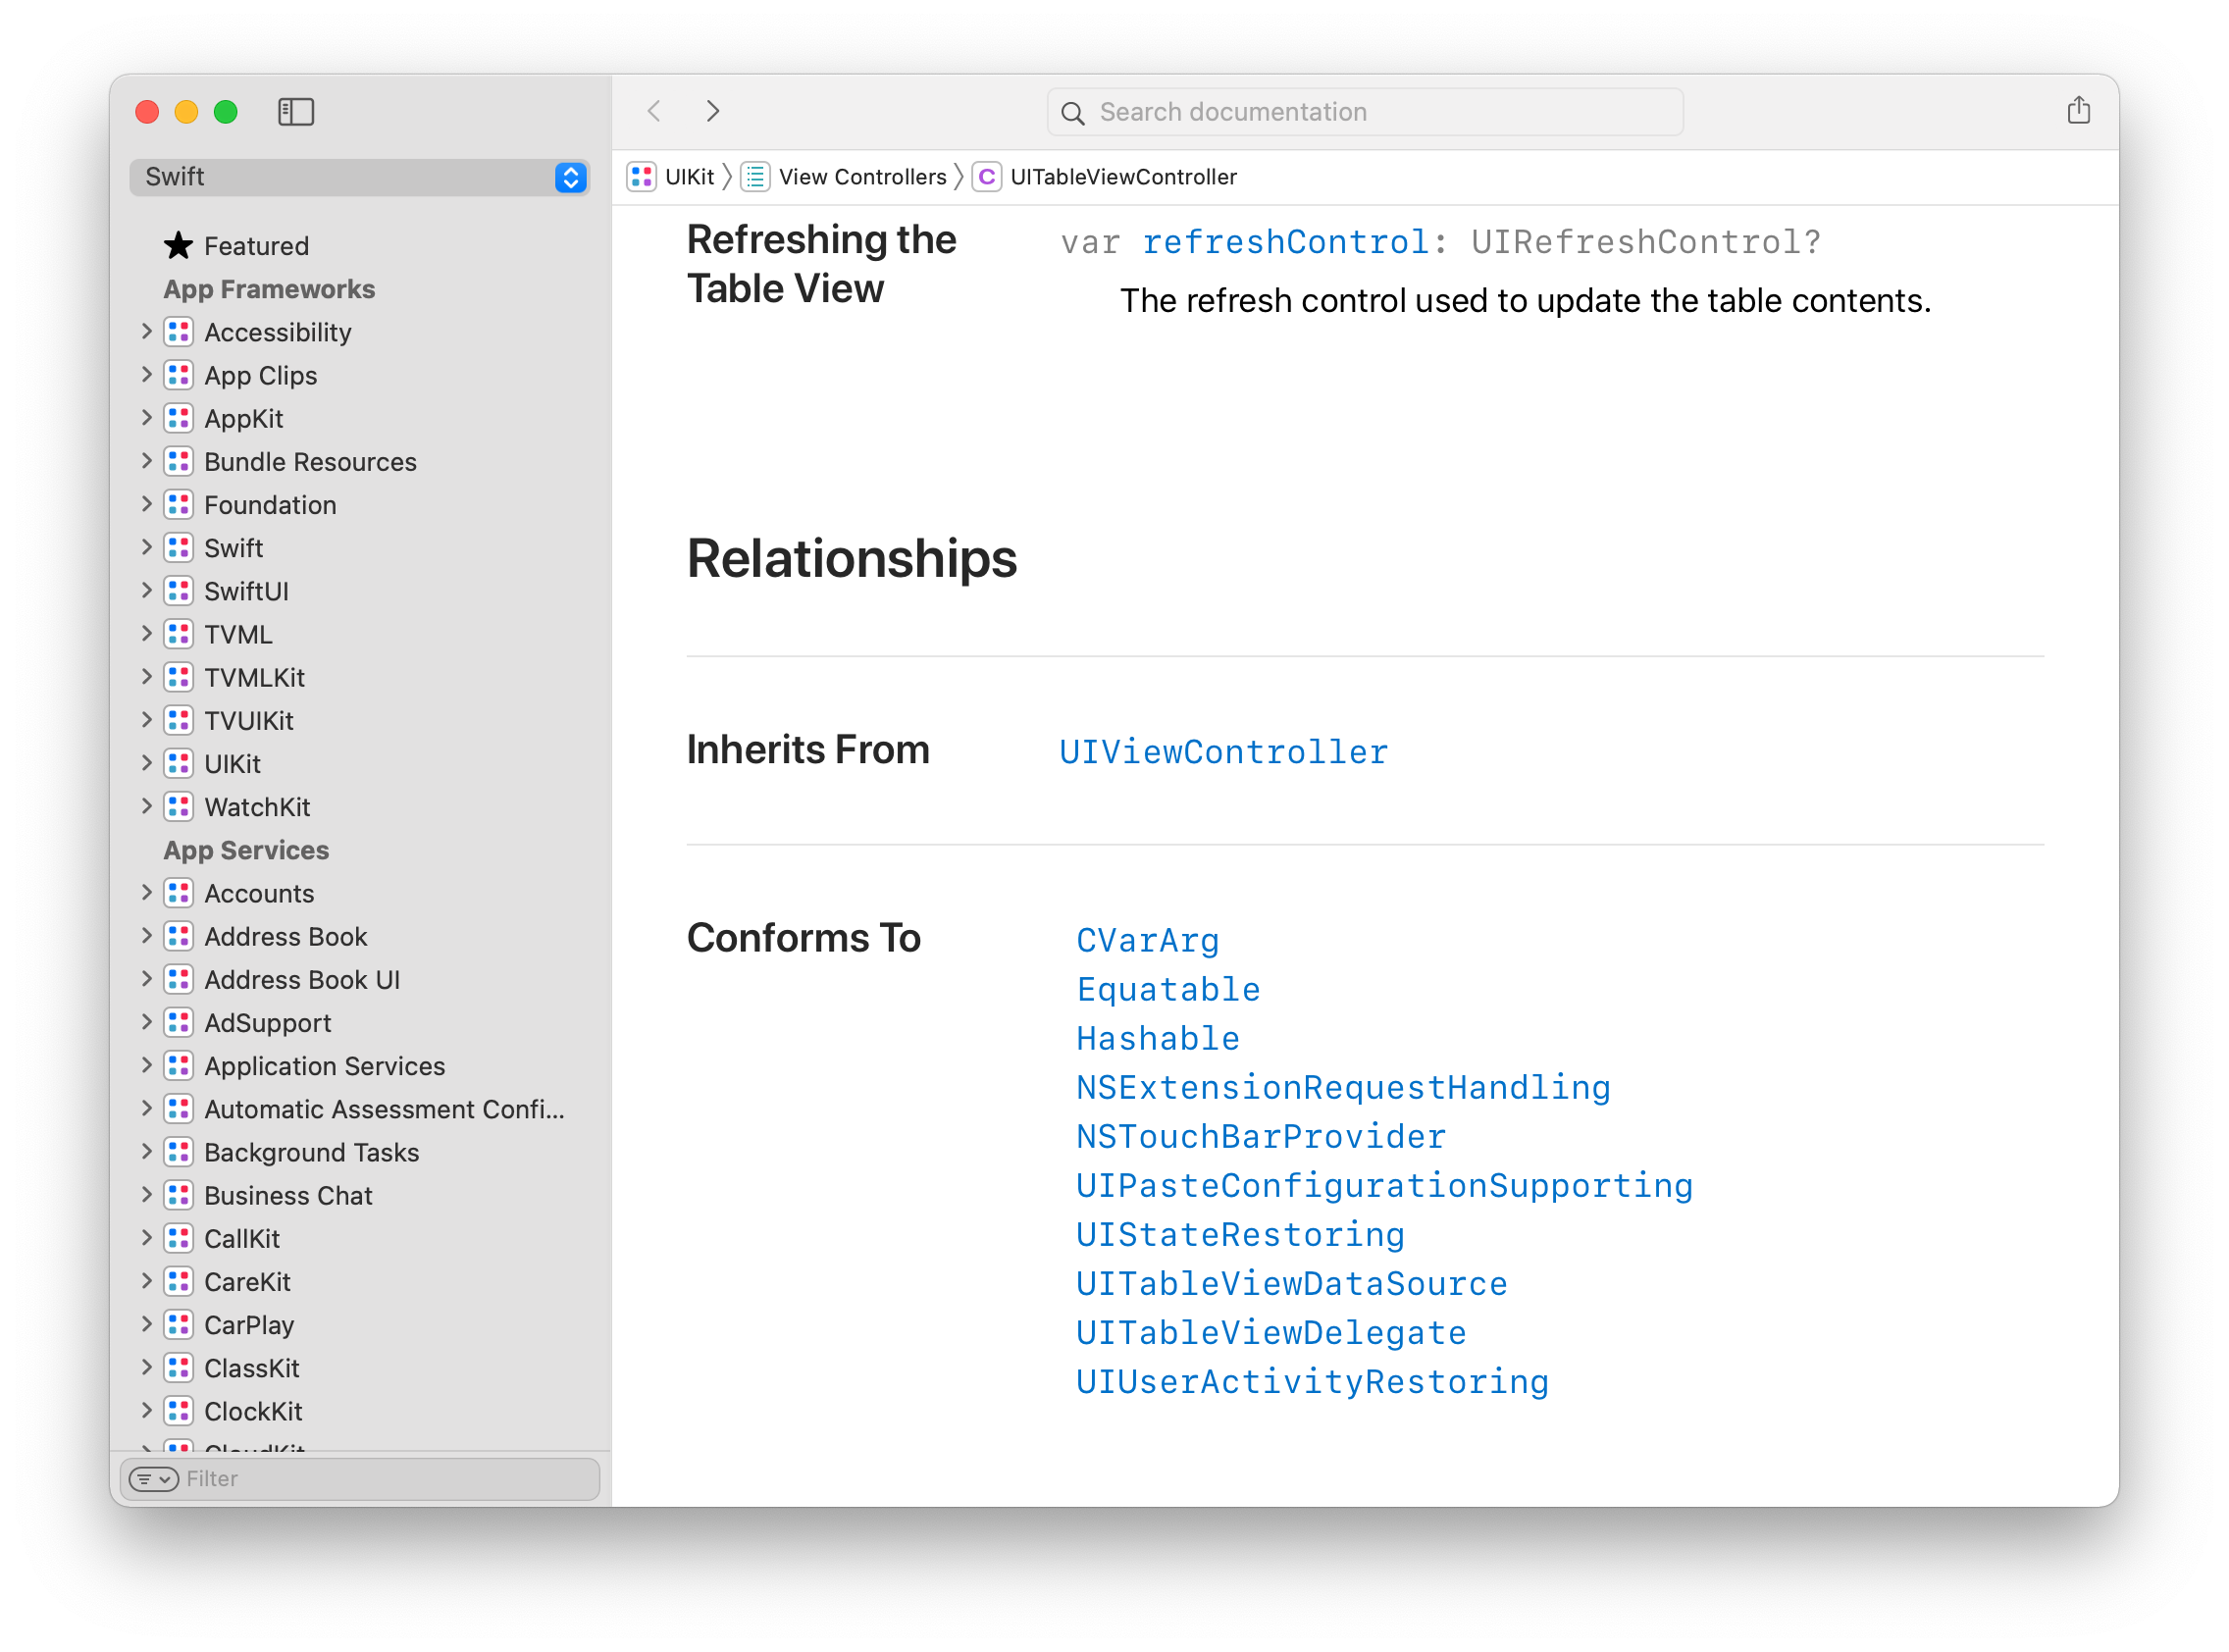 Swift
Featured
App Frameworks
Accessibility
App Clips
AppKit
Bundle Resources
Foundation
Swift
SwiftUI
TVML
TVMLKit
TVUIKit
UIKit
WatchKit
App Services
Accounts
Address Book
Address Book UI
AdSupport
Application Services
Automatic Assessment Confi...
Background Tasks
Business Chat
CallKit
CareKit
CarPlay
ClassKit
ClockKit
CloudKit
Filter
Search documentation
UIKit
View Controllers
UITableViewController
Refreshing the
Table View
var refreshControl: UIRefreshControl?
The refresh control used to update the table contents.
Relationships
Inherits From
UIViewController
Conforms To
CVarArg
Equatable
Hashable
NSExtensionRequestHandling
NSTouchBarProvider
UIPasteConfigurationSupporting
UIStateRestoring
UITableViewDataSource
UITableViewDelegate
UIUserActivityRestoring